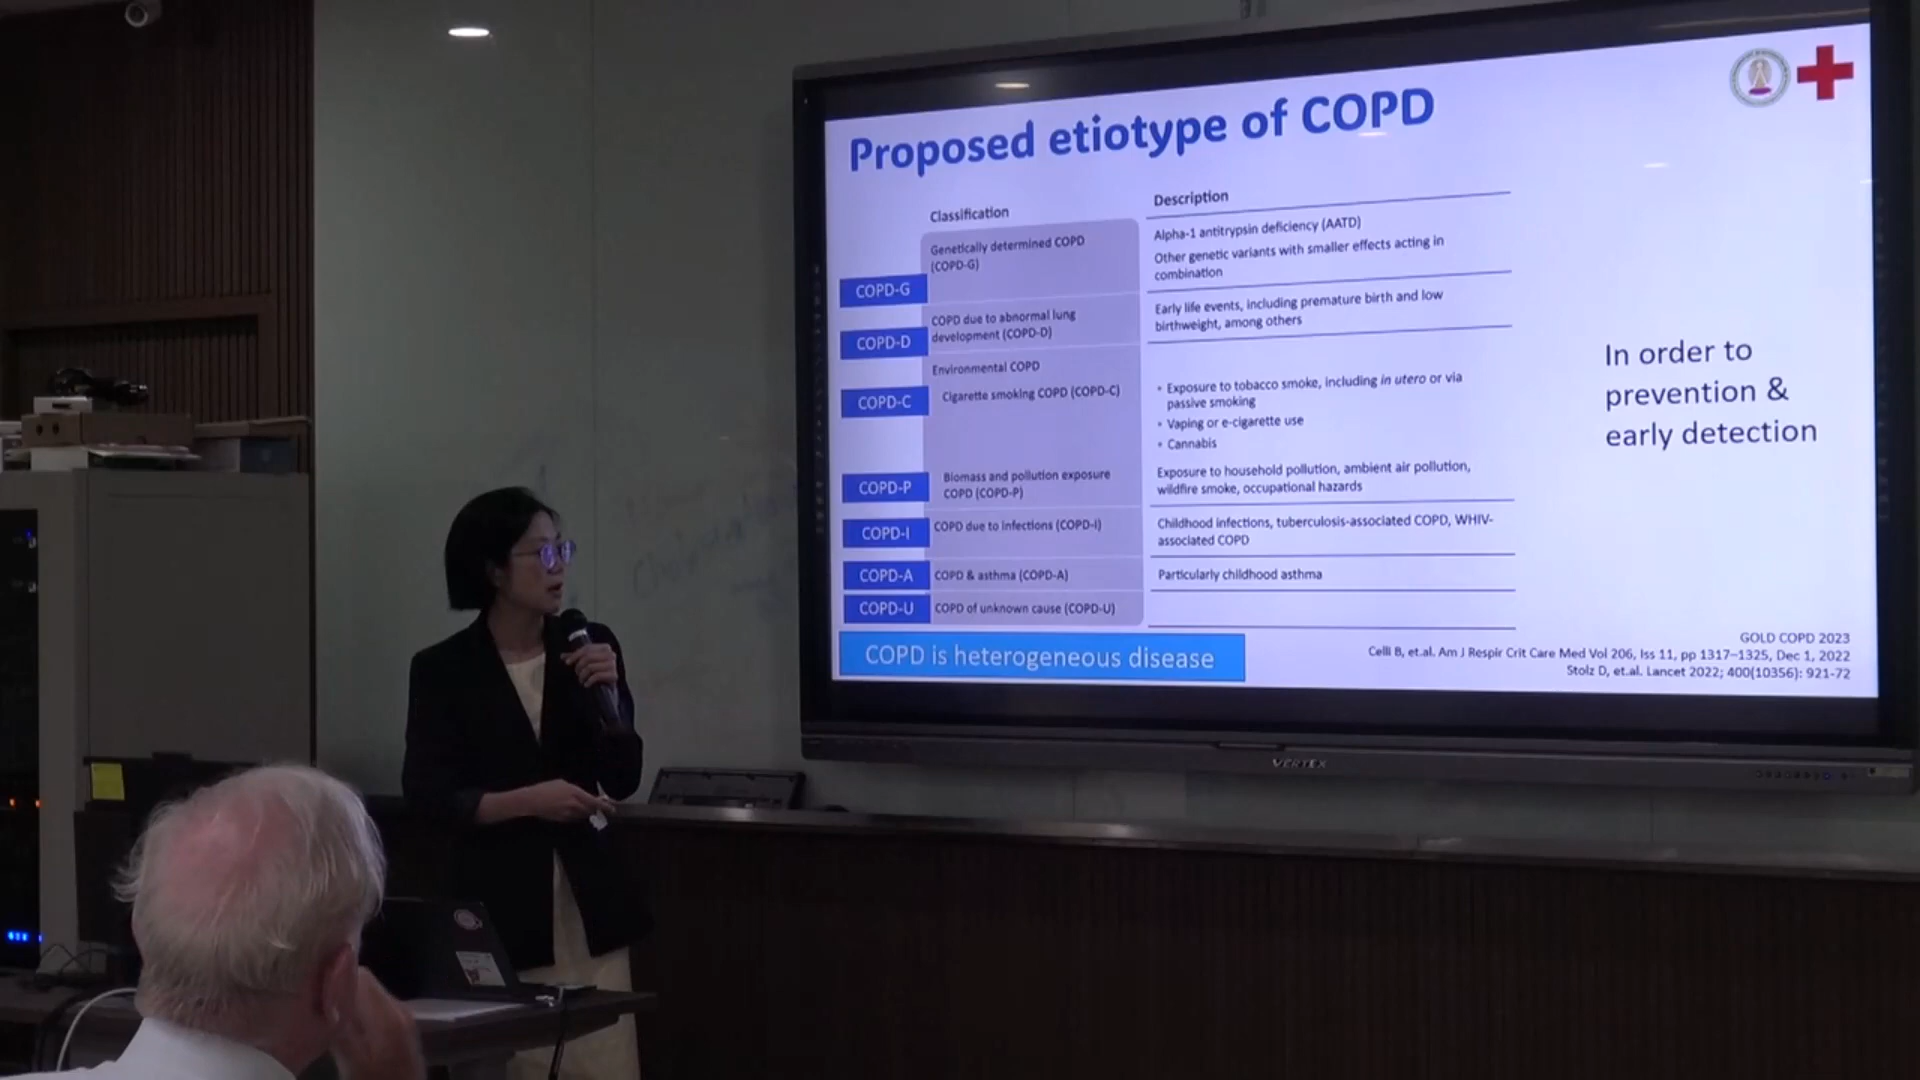 Proposed etiotype of COPD
Classification
Description
COPD-G
Genetically determined COPD
(COPD-G)
Alpha-1 antitrypsin deficiency (AATD)
Other genetic variants with smaller effects acting in
combination
COPD-D
COPD due to abnormal lung
development (COPD-D)
Early life events, including premature birth and low
birthweight, among others
Environmental COPD
COPD-C
Cigarette smoking COPD (COPD-C)
• Exposure to tobacco smoke, including in utero or via
passive smoking
• Vaping or e-cigarette use
• Cannabis
COPD-P
Biomass and pollution exposure
COPD (COPD-P)
Exposure to household pollution, ambient air pollution,
wildfire smoke, occupational hazards
COPD-I
COPD due to infections (COPD-I)
Childhood infections, tuberculosis-associated COPD, WHIV-
associated COPD
COPD-A
COPD & asthma (COPD-A)
Particularly childhood asthma
COPD-U
COPD of unknown cause (COPD-U)
In order to
prevention &
early detection
COPD is heterogeneous disease
GOLD COPD 2023
Celli B, et.al. Am J Respir Crit Care Med Vol 206, Iss 11, pp 1317–1325, Dec 1, 2022
Stolz D, et.al. Lancet 2022; 400(10356): 921-72
VERTEX